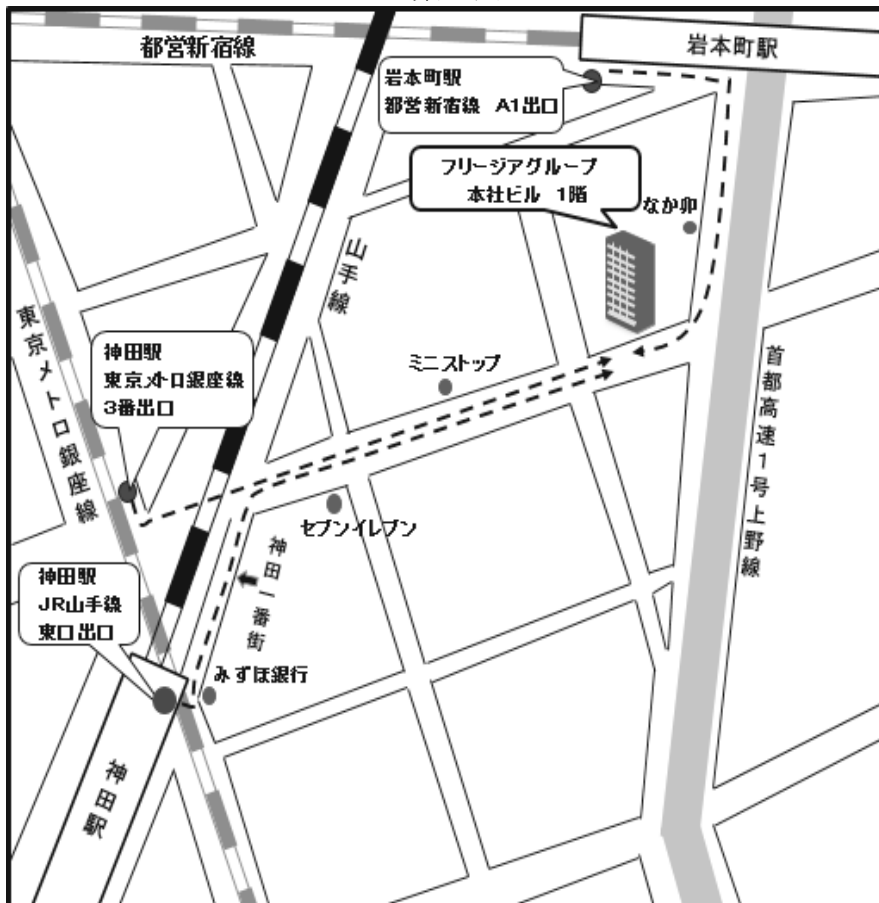 都営新宿線
岩本町駅
岩本町駅
都営新宿線 A1出口
フリージアグループ
本社ビル 1階
なか卯
山手線
東京メトロ銀座線
神田駅
東京メトロ銀座線
3番出口
ミニストップ
首都高速1号上野線
セブンイレブン
神田一番街
神田駅
JR山手線
東口出口
みずほ銀行
神田駅